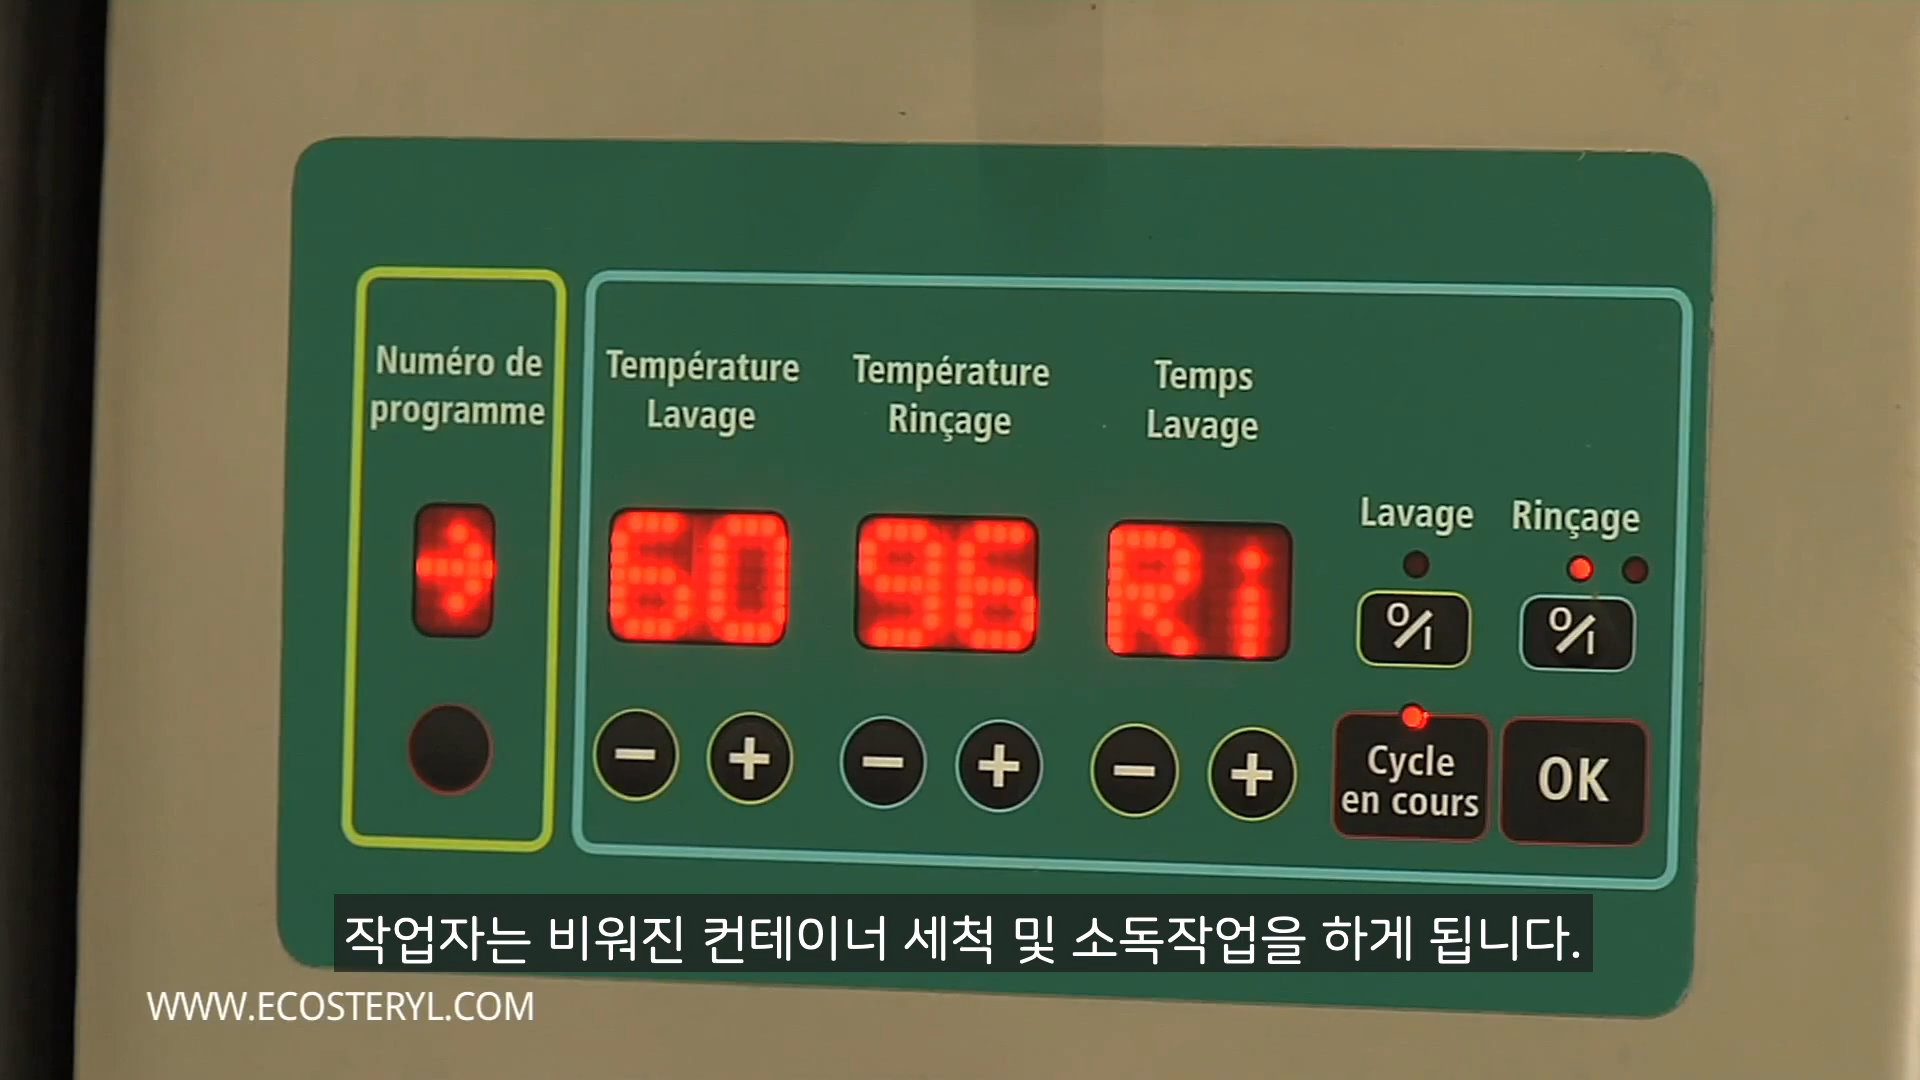 Numéro de
programme
Température
Lavage
Température
Rinçage
Temps
Lavage
60
96
Ri
Lavage
Rinçage
O/I
O/I
Cycle
en cours
OK
작업자는 비워진 컨테이너 세척 및 소독작업을 하게 됩니다.
WWW.ECOSTERYL.COM